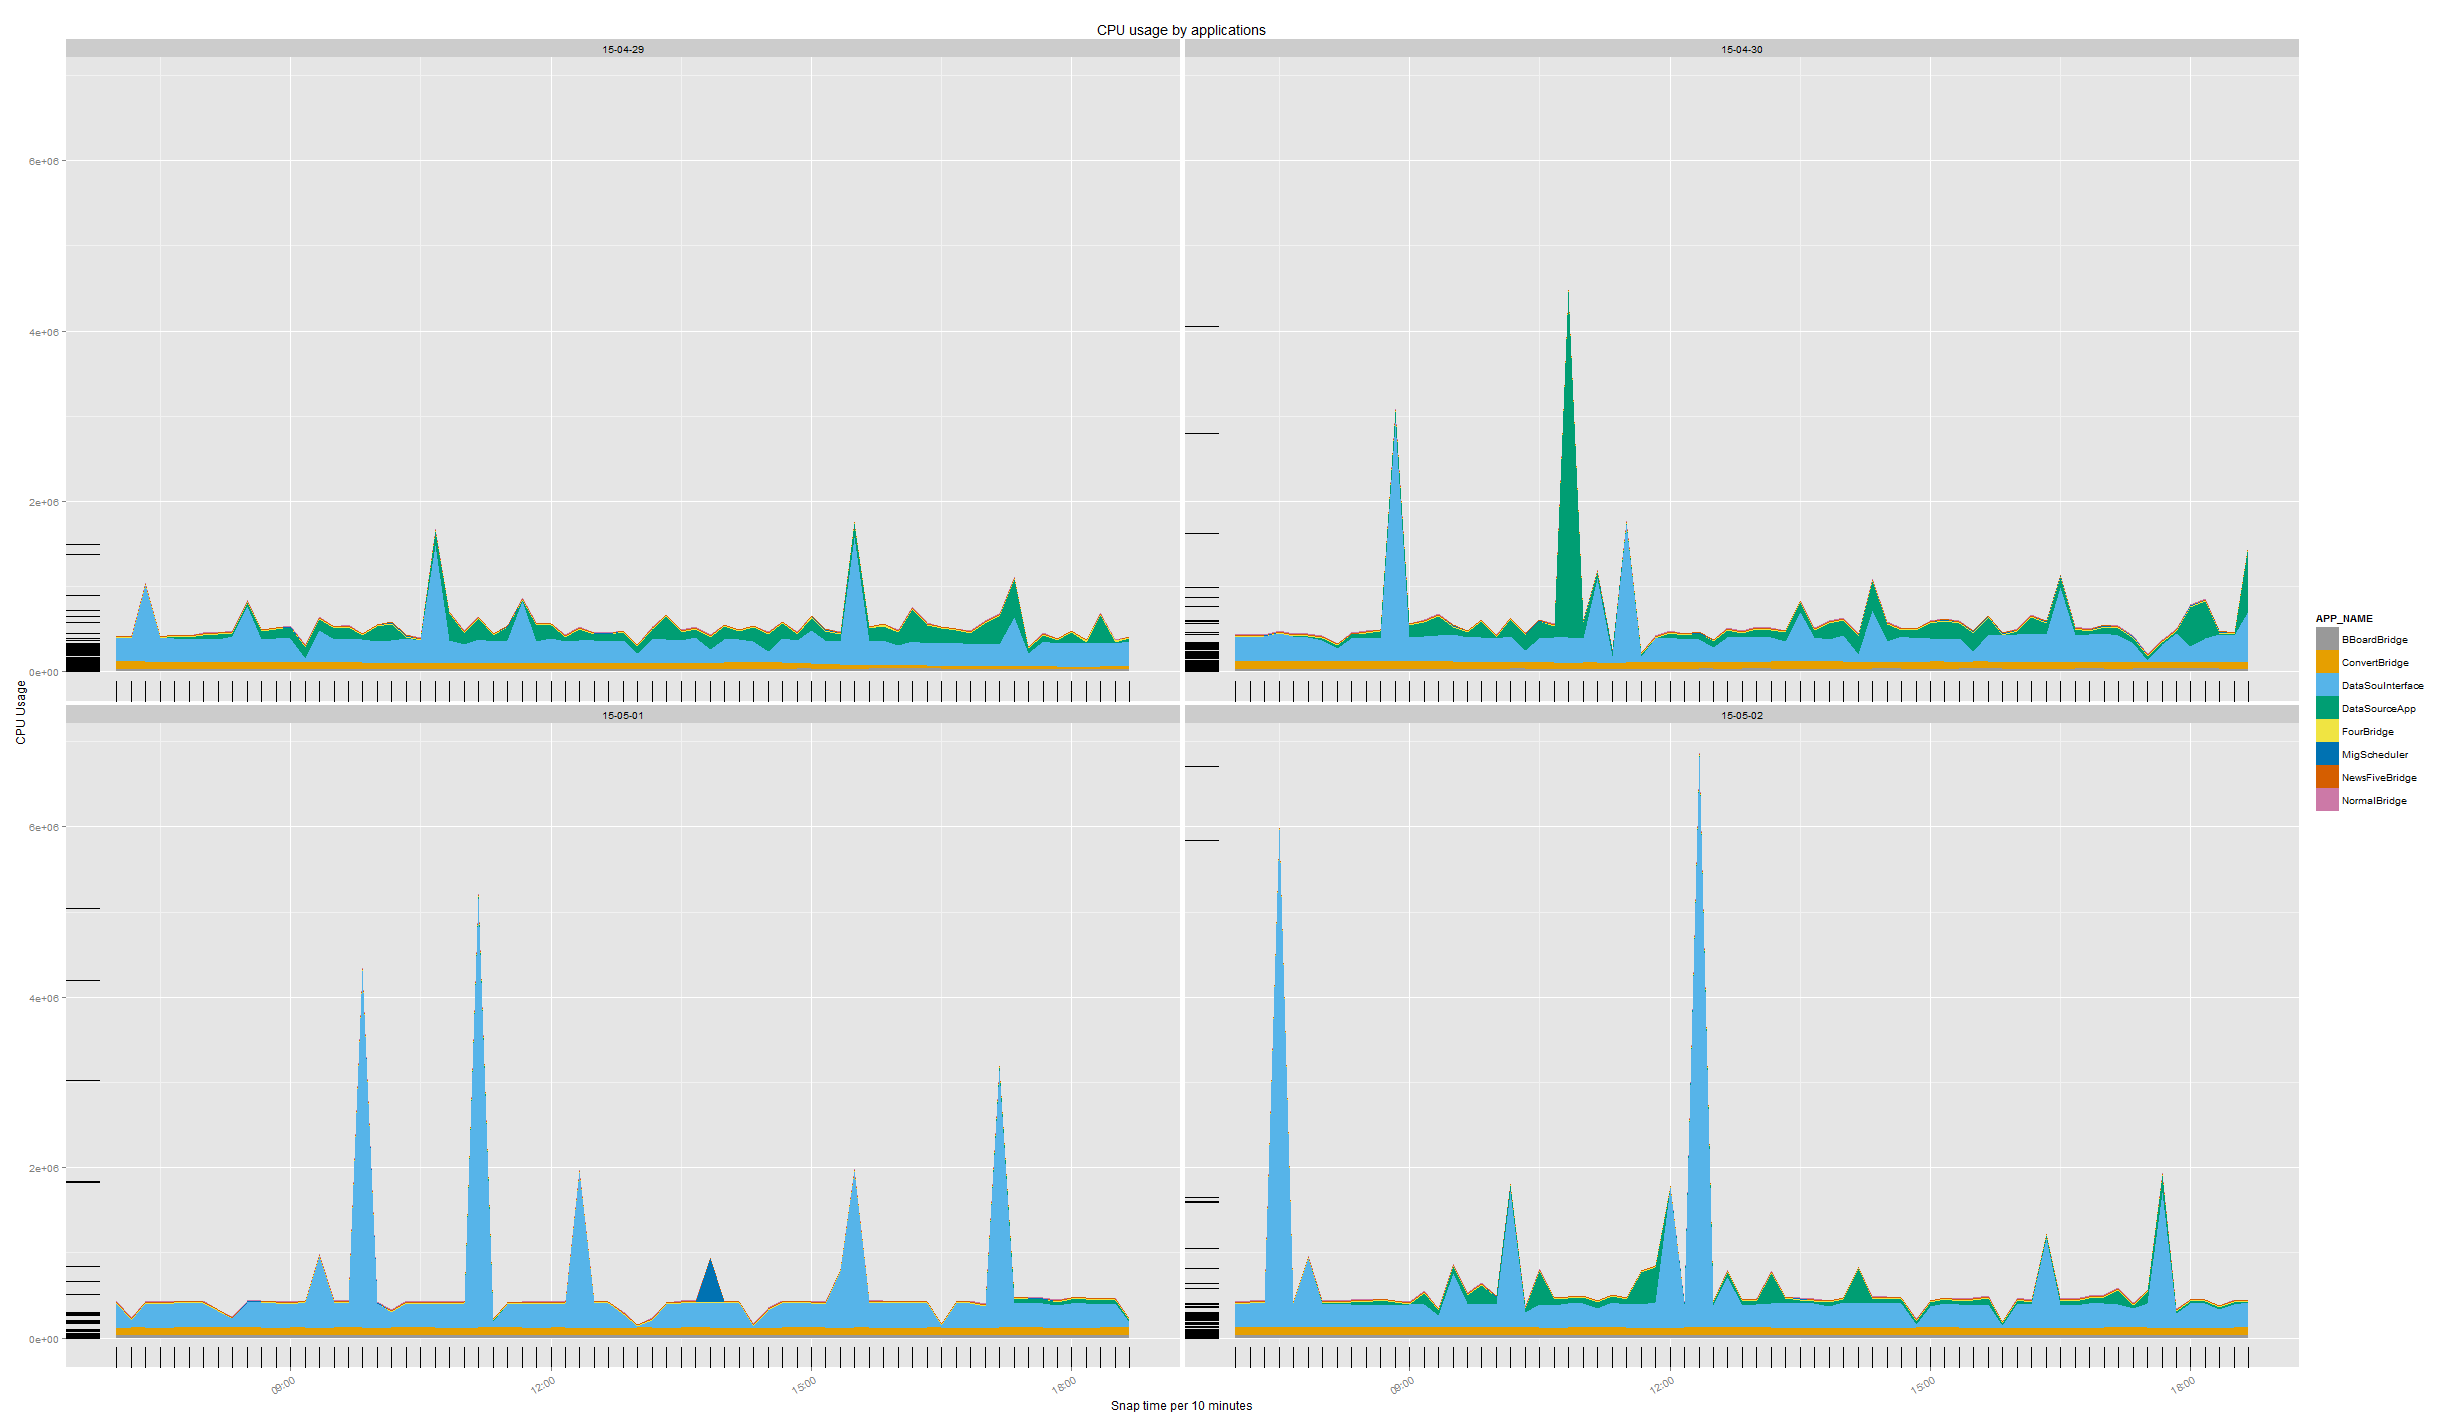 CPU usage by applications
15-04-29
15-04-30
6e+06
4e+06
2e+06
0e+00
CPU Usage
15-05-01
15-05-02
6e+06
4e+06
2e+06
0e+00
09:00
12:00
15:00
18:00
09:00
12:00
15:00
18:00
Snap time per 10 minutes
APP_NAME
BBoardBridge
ConvertBridge
DataSouInterface
DataSourceApp
FourBridge
MigScheduler
NewsFiveBridge
NormalBridge